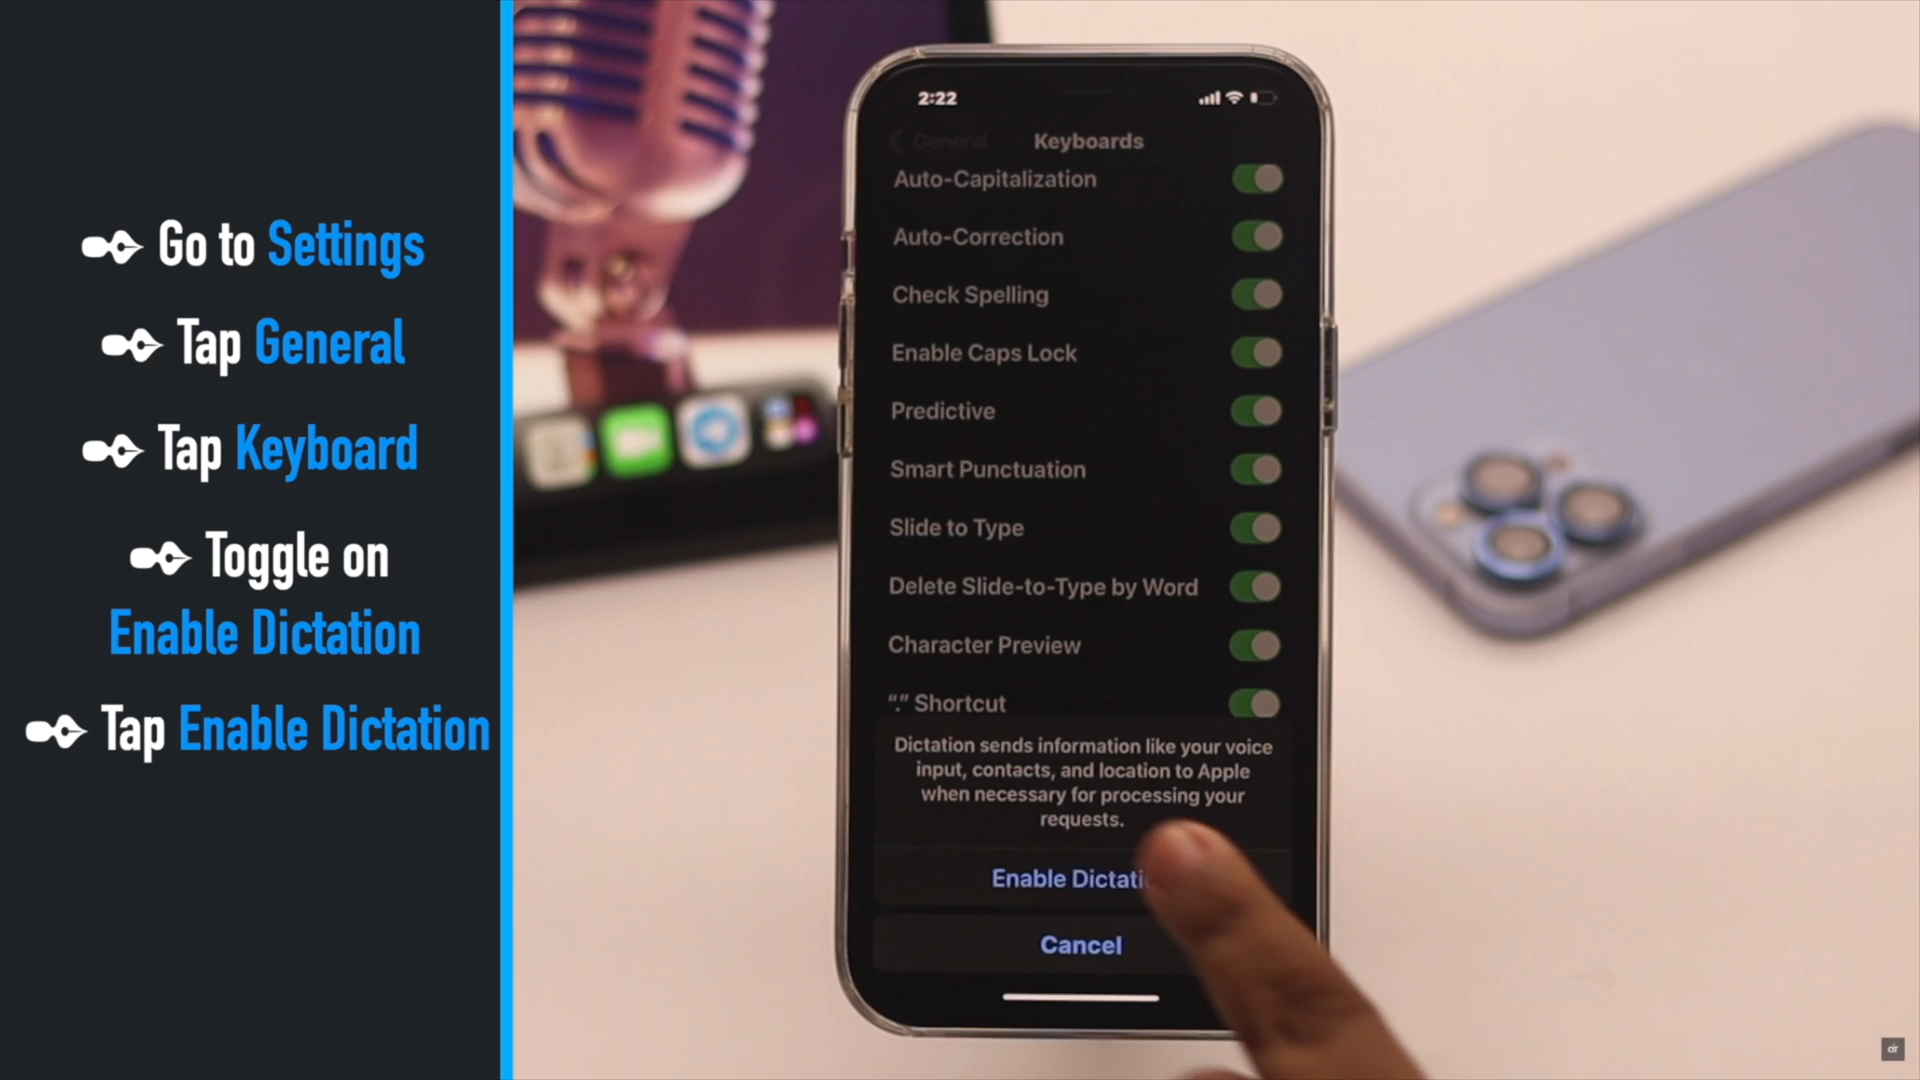 Go to Settings
Tap General
Tap Keyboard
Toggle on
Enable Dictation
Tap Enable Dictation
2:22
General
Keyboards
Auto-Capitalization
Auto-Correction
Check Spelling
Enable Caps Lock
Predictive
Smart Punctuation
Slide to Type
Delete Slide-to-Type by Word
Character Preview
“.” Shortcut
Dictation sends information like your voice
input, contacts, and location to Apple
when necessary for processing your
requests.
Enable
Cancel